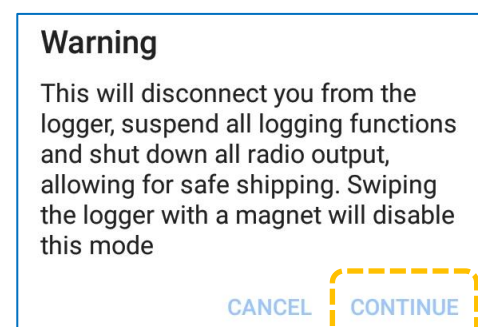 Warning
This will disconnect you from the
logger, suspend all logging functions
and shut down all radio output,
allowing for safe shipping. Swiping
the logger with a magnet will disable
this mode
CANCEL CONTINUE